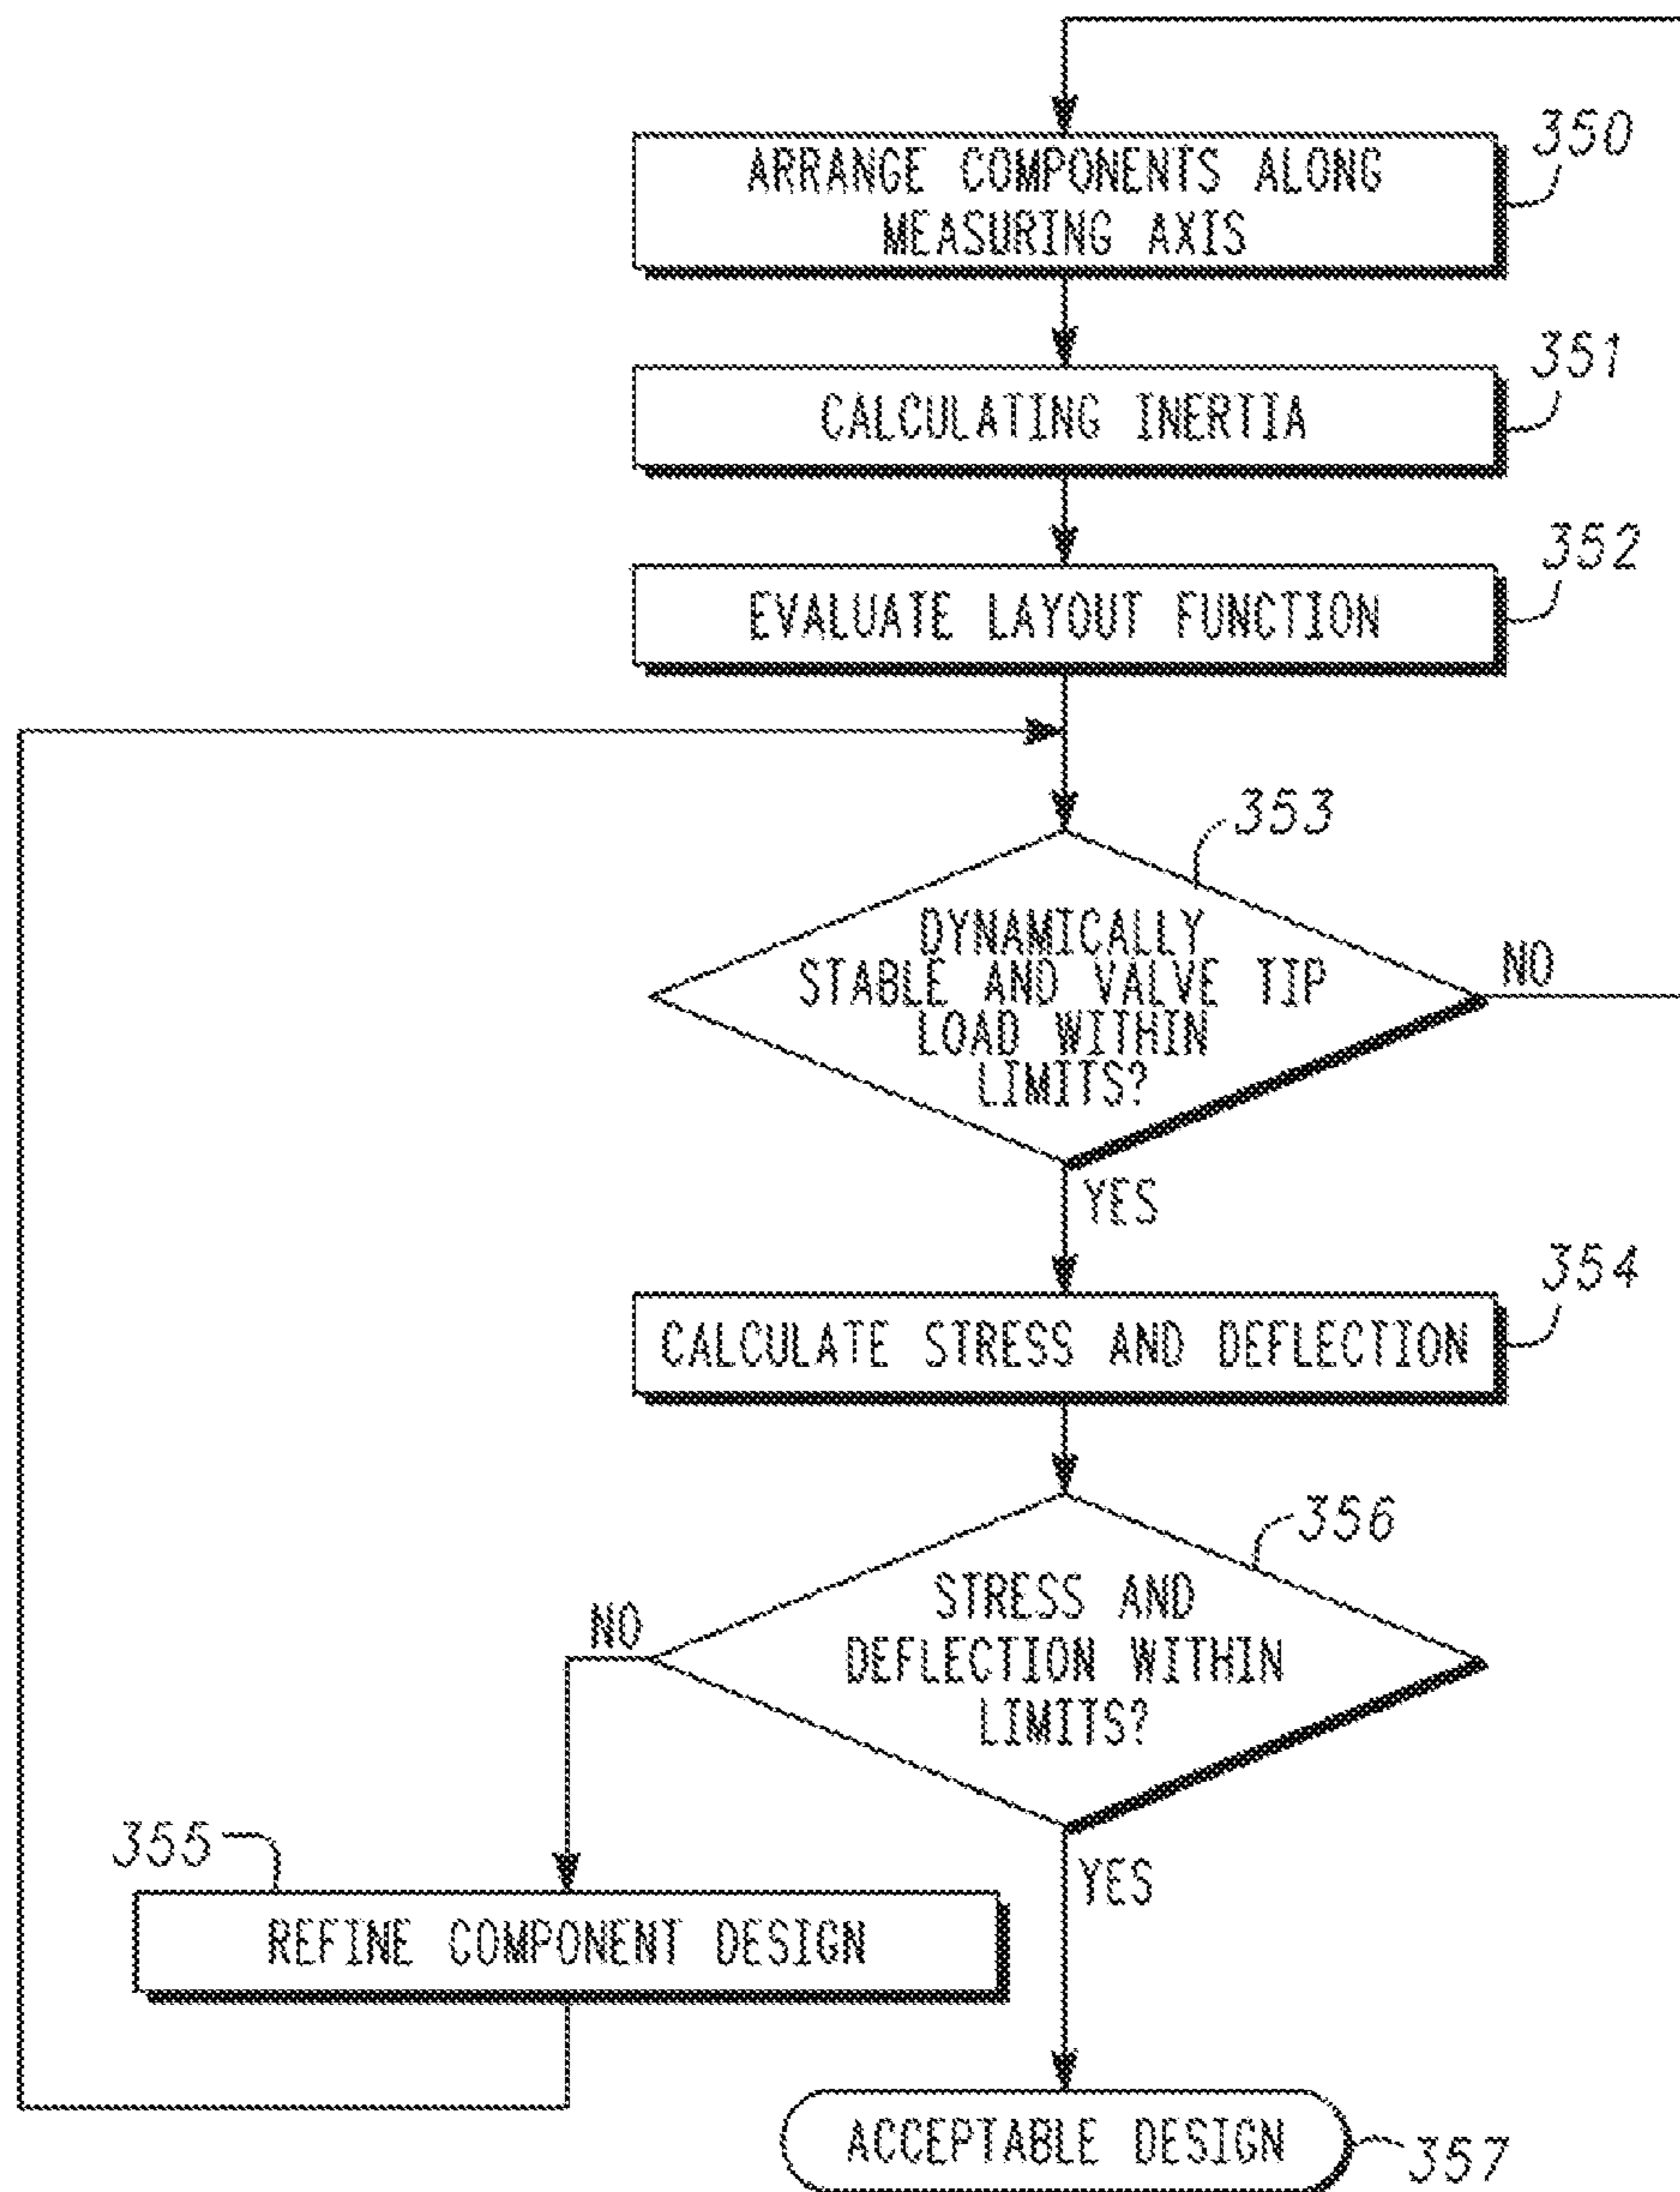 350
ARRANGE COMPONENTS ALONG
MEASURING AXIS
351
CALCULATING INERTIA
352
EVALUATE LAYOUT FUNCTION
353
DYNAMICALLY
STABLE AND VALVE TIP
LOAD WITHIN
LIMITS?
NO
YES
354
CALCULATE STRESS AND DEFLECTION
356
STRESS AND
DEFLECTION WITHIN
LIMITS?
NO
355
YES
REFINE COMPONENT DESIGN
ACCEPTABLE DESIGN
357